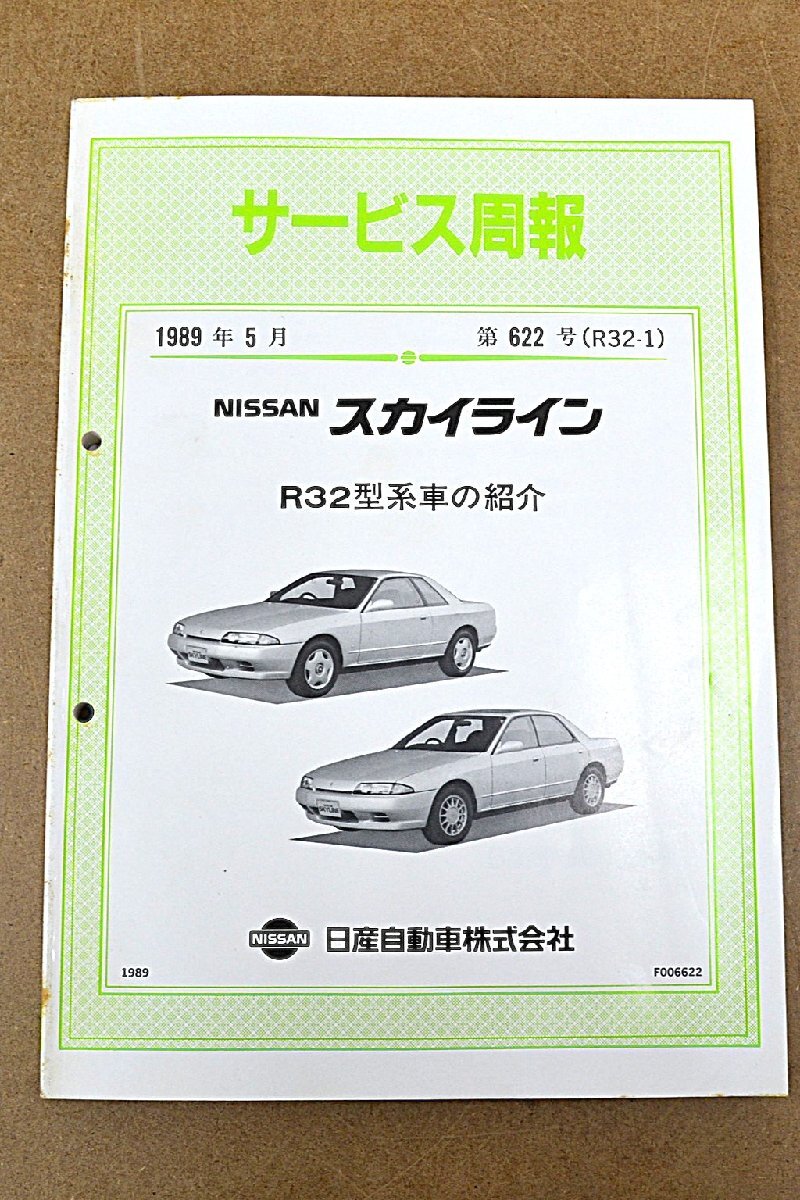 サービス周報
1989 年 5 月 第 622 号(R32-1)
NISSAN スカイライン
R32型系車の紹介
SKYLINE
SKYLINE
NISSAN 日産自動車株式会社
1989 F006622